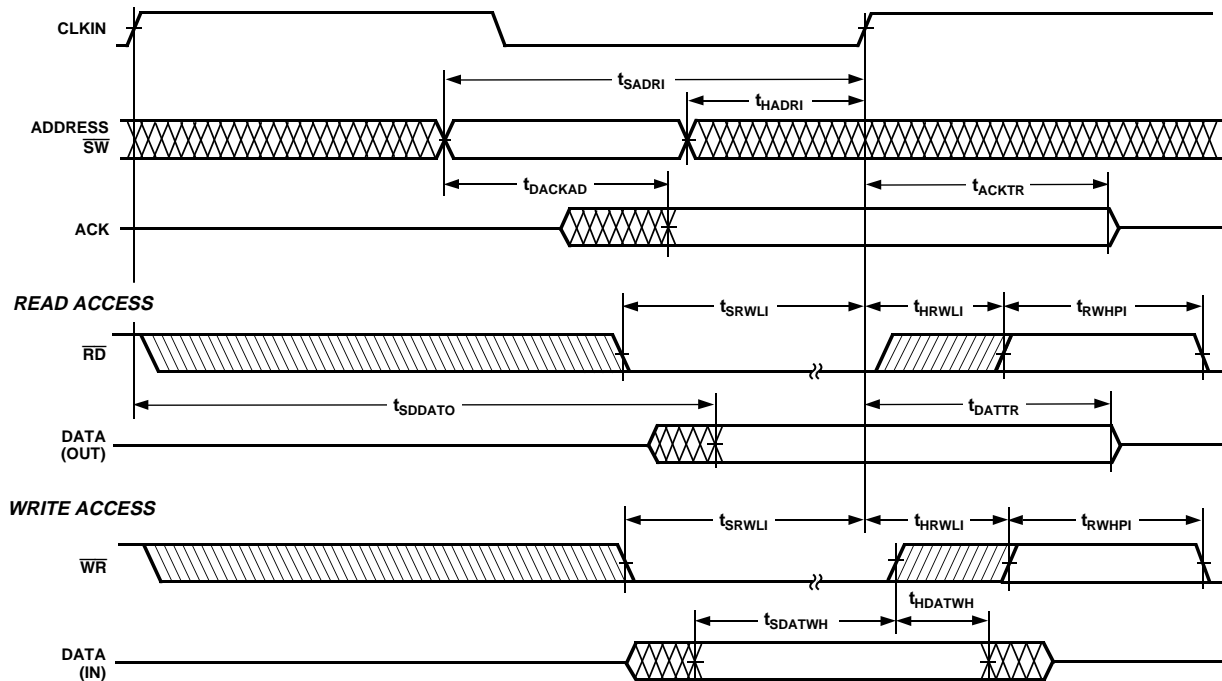 CLKIN
tSADRI
tHADRI
ADDRESS
SW
tDACKAD
tACKTR
ACK
READ ACCESS
tSRWLI
tHRWLI
tRWHPI
RD
tSDDATO
tDATTR
DATA
(OUT)
WRITE ACCESS
tSRWLI
tHRWLI
tRWHPI
WR
tHDATWH
tSDATWH
DATA
(IN)